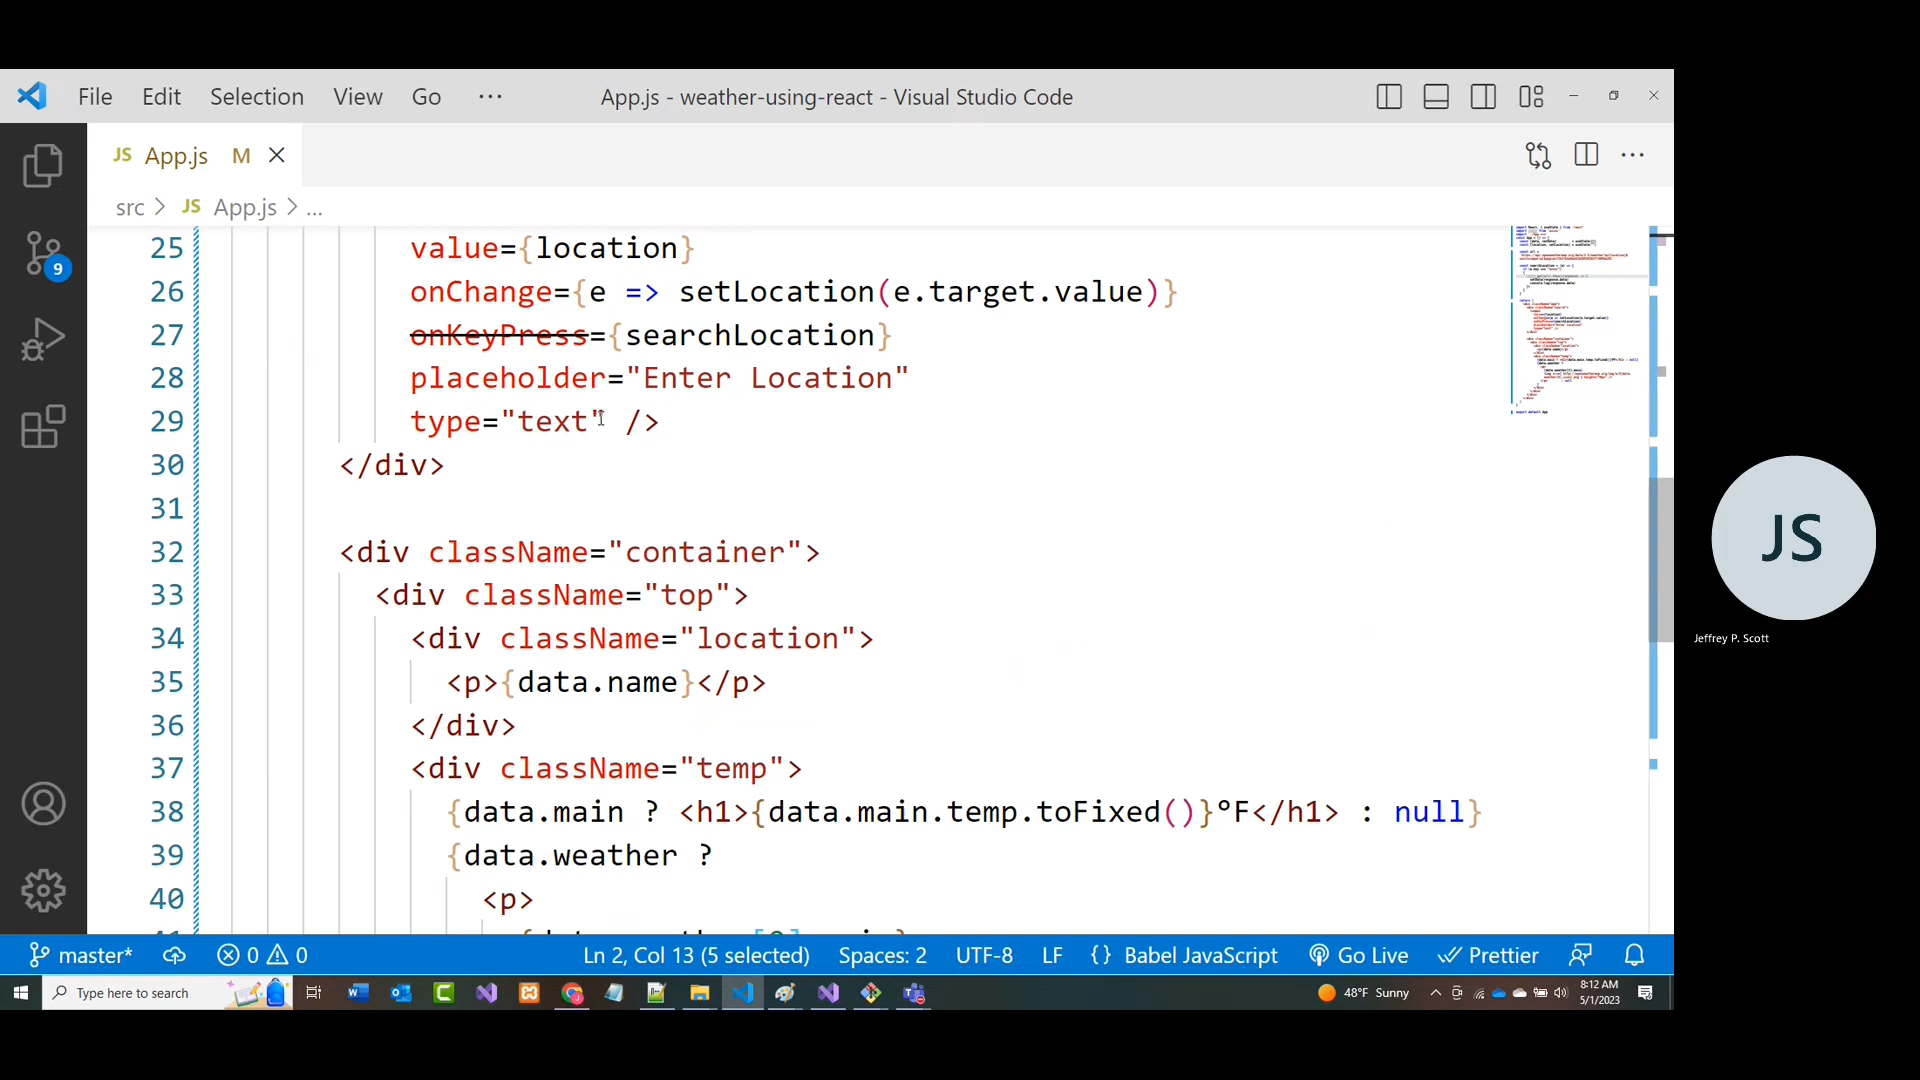 File Edit Selection View Go ··· App.js - weather-using-react - Visual Studio Code
JS App.js M
src > JS App.js > ...
25 value={location}
26 onChange={e => setLocation(e.target.value)}
27 onKeyPress={searchLocation}
28 placeholder="Enter Location"
29 type="text" />
30 </div>
31
32 <div className="container">
33 <div className="top">
34 <div className="location">
35 <p>{data.name}</p>
36 </div>
37 <div className="temp">
38 {data.main ? <h1>{data.main.temp.toFixed()}°F</h1> : null}
39 {data.weather ?
40 <p>
9
JS
Jeffrey P. Scott
master* 0 0 Ln 2, Col 13 (5 selected) Spaces: 2 UTF-8 LF {} Babel JavaScript Go Live Prettier
Type here to search 48°F Sunny 8:12 AM
5/1/2023